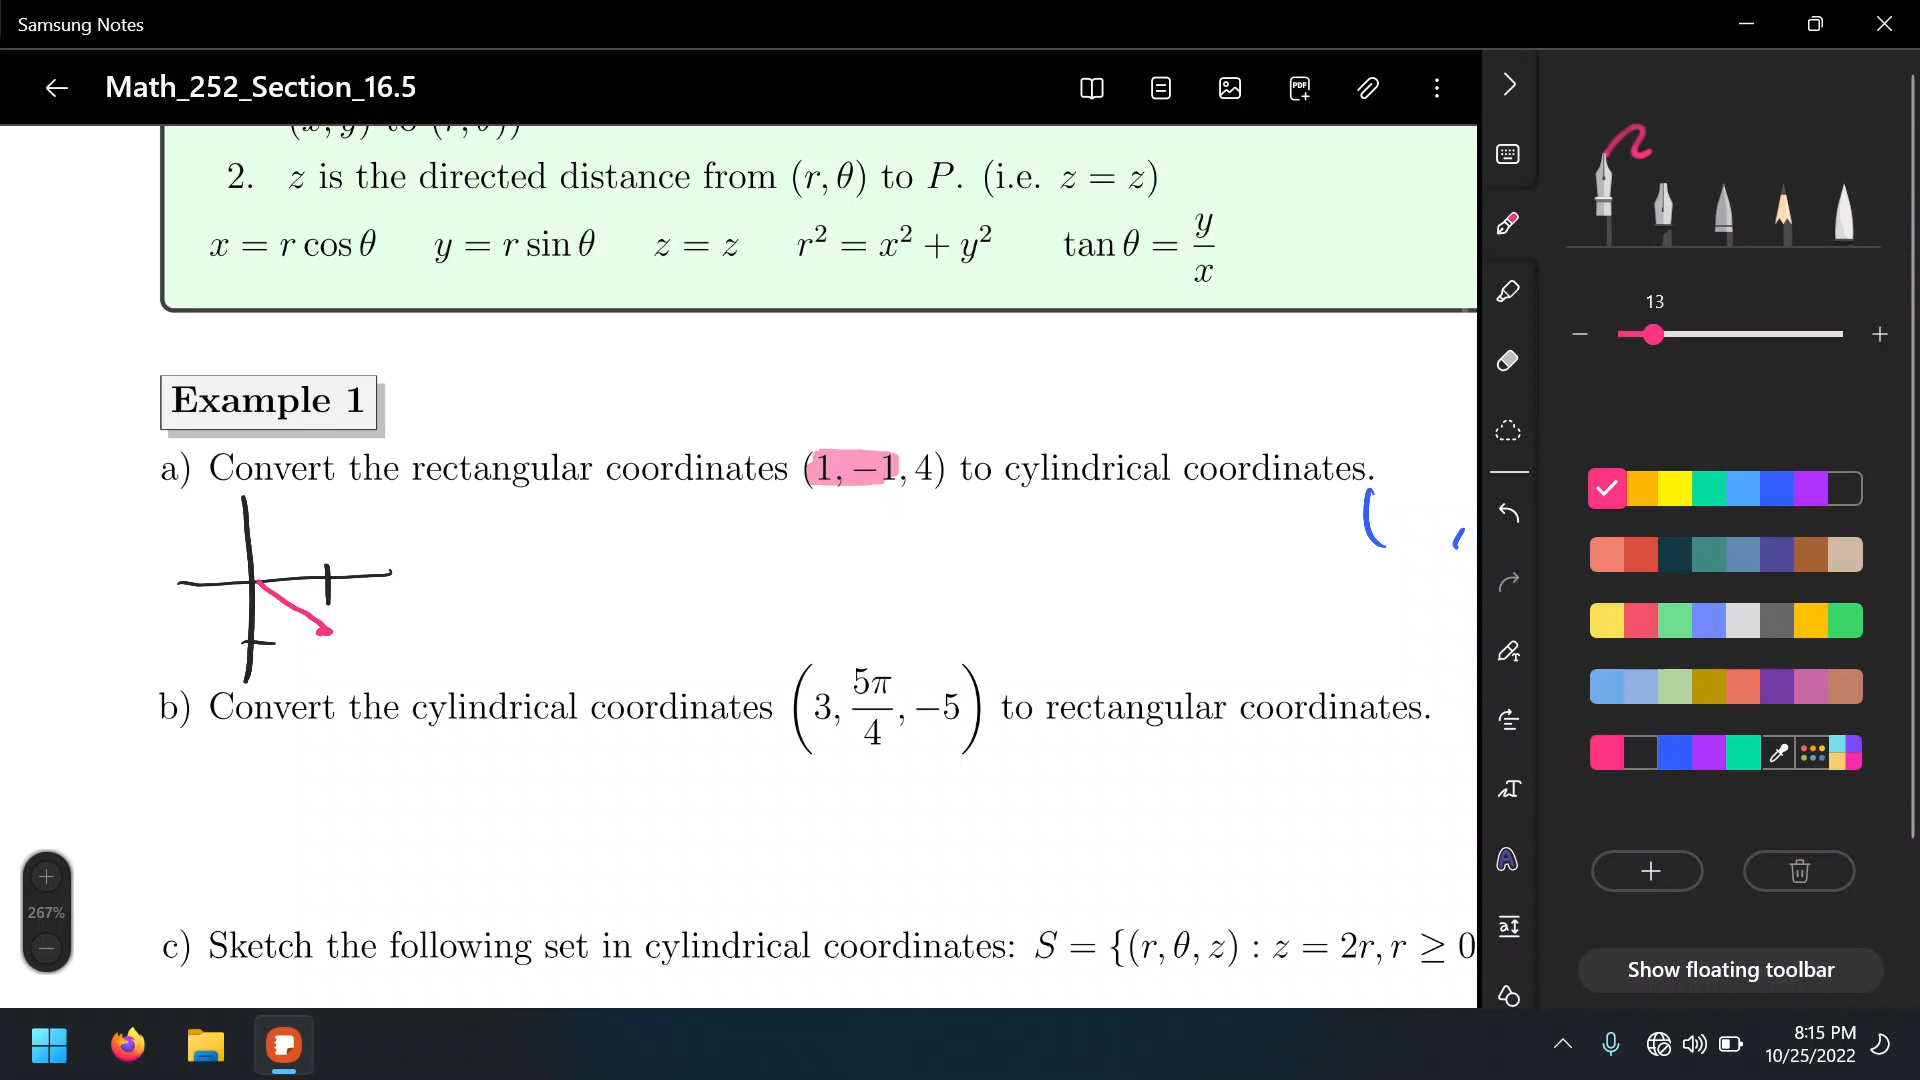 Samsung Notes
Math_252_Section_16.5
(x, y) to (r, θ))
2. z is the directed distance from (r, θ) to P. (i.e. z = z)
x = r cos θ y = r sin θ z = z r² = x² + y² tan θ = y/x
Example 1
a) Convert the rectangular coordinates (1, −1, 4) to cylindrical coordinates.
( ,
b) Convert the cylindrical coordinates (3, 5π/4, −5) to rectangular coordinates.
c) Sketch the following set in cylindrical coordinates: S = {(r, θ, z) : z = 2r, r ≥ 0
267%
PDF
13
Show floating toolbar
8:15 PM
10/25/2022